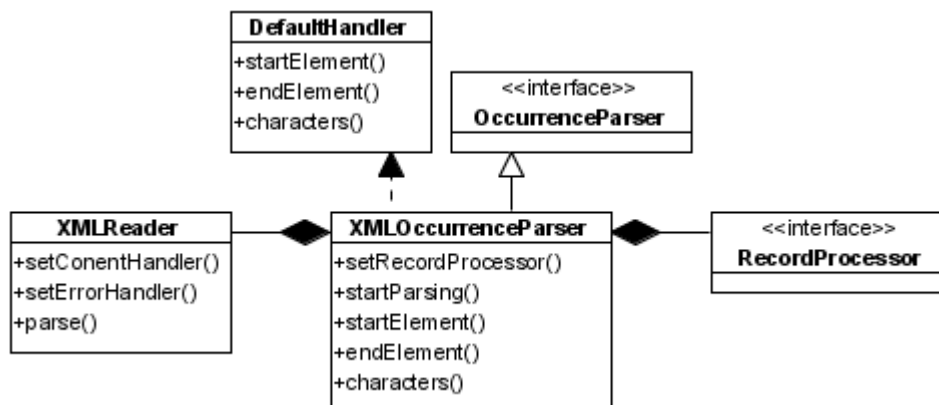 DefaultHandler
+startElement()
+endElement()
+characters()
<<interface>>
OccurrenceParser
XMLReader
+setConentHandler()
+setErrorHandler()
+parse()
XMLOccurrenceParser
+setRecordProcessor()
+startParsing()
+startElement()
+endElement()
+characters()
<<interface>>
RecordProcessor